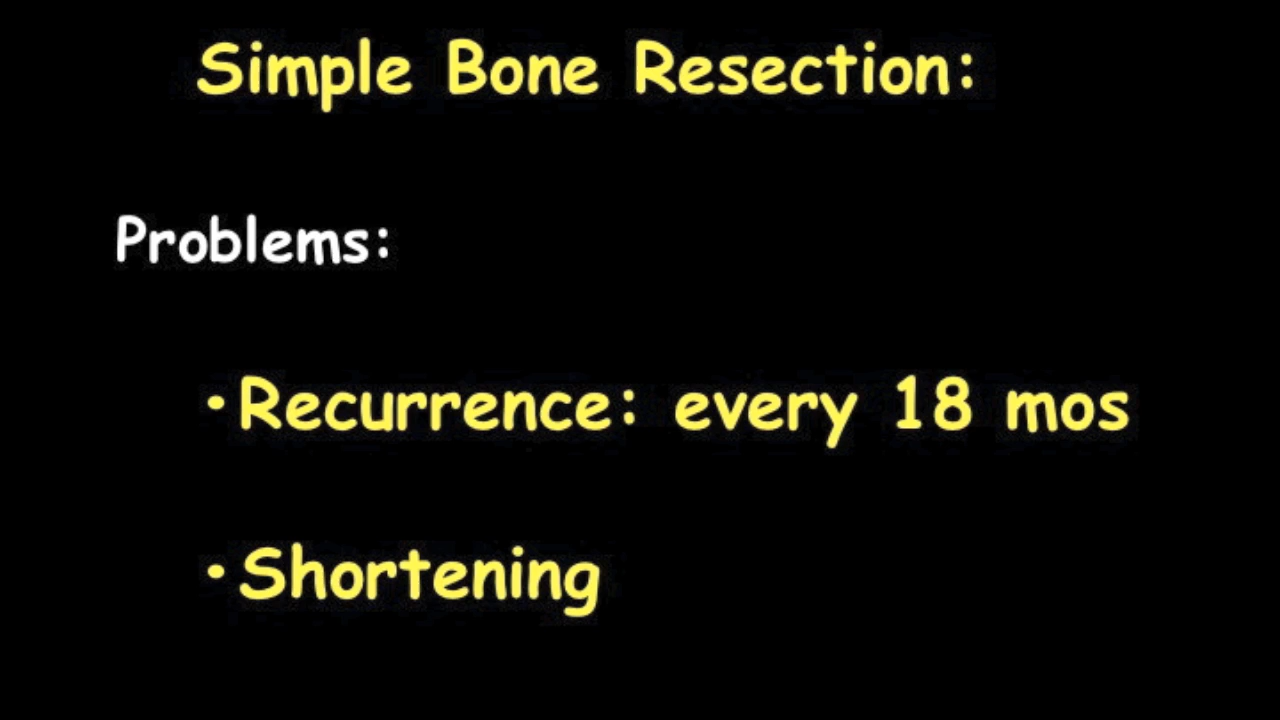 Simple Bone Resection:
Problems:
•Recurrence: every 18 mos
•Shortening